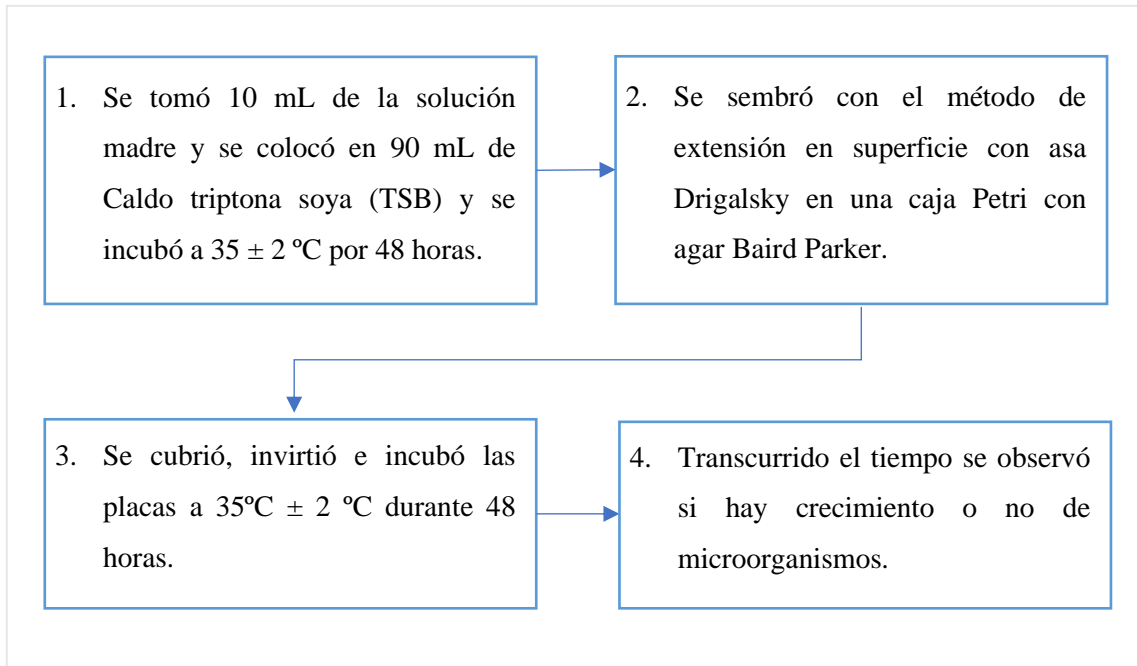 1. Se tomó 10 mL de la solución
madre y se colocó en 90 mL de
Caldo triptona soya (TSB) y se
incubó a 35 ± 2 ºC por 48 horas.
2. Se sembró con el método de
extensión en superficie con asa
Drigalsky en una caja Petri con
agar Baird Parker.
3. Se cubrió, invirtió e incubó las
placas a 35ºC ± 2 ºC durante 48
horas.
4. Transcurrido el tiempo se observó
si hay crecimiento o no de
microorganismos.